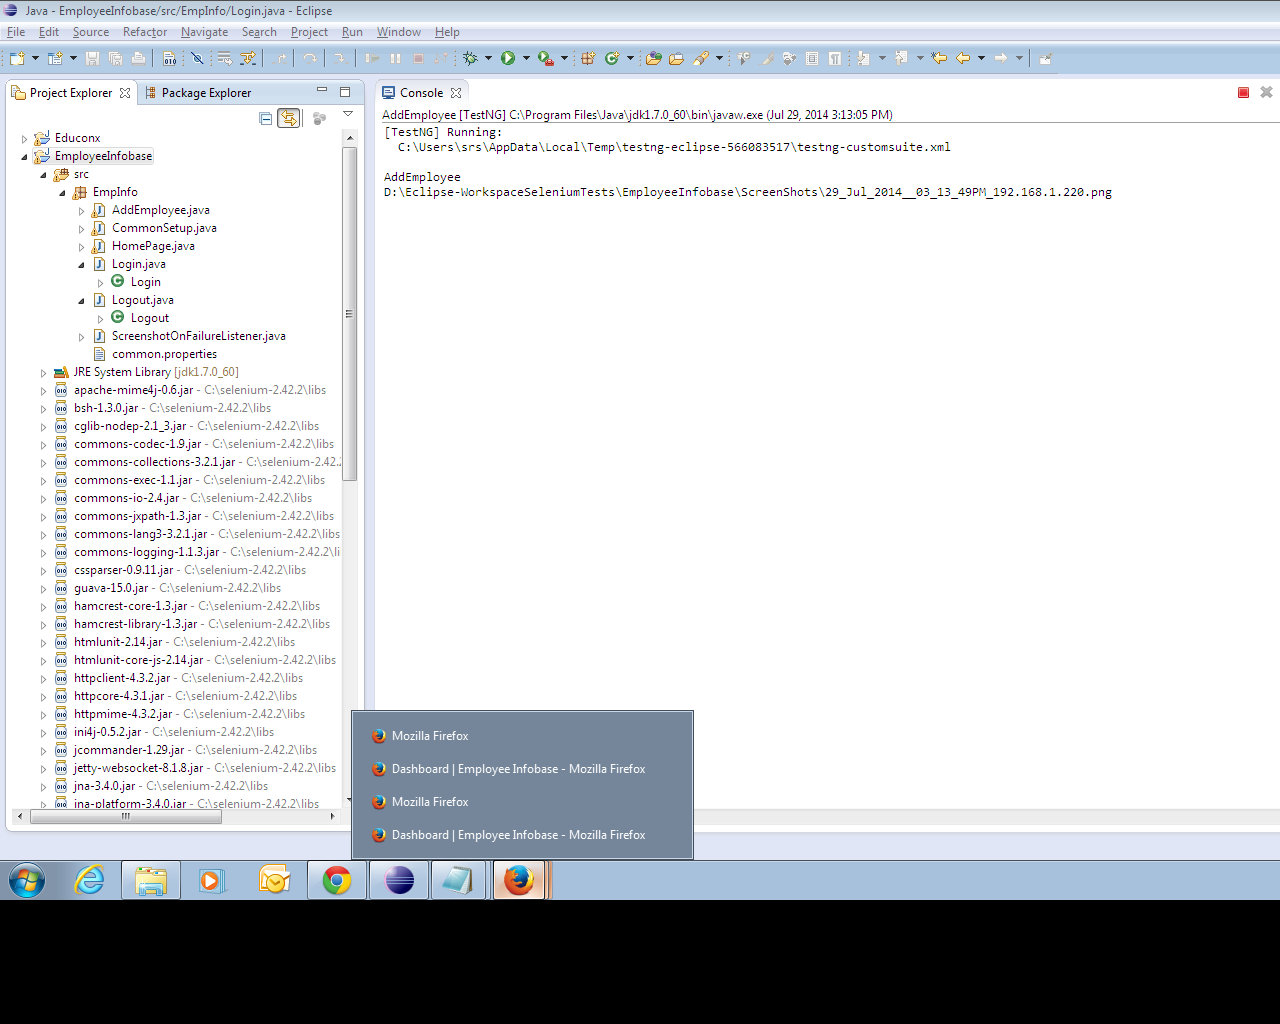 Java - EmployeeInfobase/src/EmpInfo/Login.java - Eclipse
File Edit Source Refactor Navigate Search Project Run Window Help
Project Explorer Package Explorer
Educonx
EmployeeInfobase
src
EmpInfo
AddEmployee.java
CommonSetup.java
HomePage.java
Login.java
Login
Logout.java
Logout
ScreenshotOnFailureListener.java
common.properties
JRE System Library [jdk1.7.0_60]
apache-mime4j-0.6.jar - C:\selenium-2.42.2\libs
bsh-1.3.0.jar - C:\selenium-2.42.2\libs
cglib-nodep-2.1_3.jar - C:\selenium-2.42.2\libs
commons-codec-1.9.jar - C:\selenium-2.42.2\libs
commons-collections-3.2.1.jar - C:\selenium-2.42.
commons-exec-1.1.jar - C:\selenium-2.42.2\libs
commons-io-2.4.jar - C:\selenium-2.42.2\libs
commons-jxpath-1.3.jar - C:\selenium-2.42.2\libs
commons-lang3-3.2.1.jar - C:\selenium-2.42.2\libs
commons-logging-1.1.3.jar - C:\selenium-2.42.2\li
cssparser-0.9.11.jar - C:\selenium-2.42.2\libs
guava-15.0.jar - C:\selenium-2.42.2\libs
hamcrest-core-1.3.jar - C:\selenium-2.42.2\libs
hamcrest-library-1.3.jar - C:\selenium-2.42.2\libs
htmlunit-2.14.jar - C:\selenium-2.42.2\libs
htmlunit-core-js-2.14.jar - C:\selenium-2.42.2\libs
httpclient-4.3.2.jar - C:\selenium-2.42.2\libs
httpcore-4.3.1.jar - C:\selenium-2.42.2\libs
httpmime-4.3.2.jar - C:\selenium-2.42.2\libs
ini4j-0.5.2.jar - C:\selenium-2.42.2\libs
jcommander-1.29.jar - C:\selenium-2.42.2\libs
jetty-websocket-8.1.8.jar - C:\selenium-2.42.2\libs
jna-3.4.0.jar - C:\selenium-2.42.2\libs
jna-platform-3.4.0.jar - C:\selenium-2.42.2\libs
Console
AddEmployee [TestNG] C:\Program Files\Java\jdk1.7.0_60\bin\javaw.exe (Jul 29, 2014 3:13:05 PM)
[TestNG] Running:
C:\Users\srs\AppData\Local\Temp\testng-eclipse-566083517\testng-customsuite.xml
AddEmployee
D:\Eclipse-WorkspaceSeleniumTests\EmployeeInfobase\ScreenShots\29_Jul_2014__03_13_49PM_192.168.1.220.png
Mozilla Firefox
Dashboard | Employee Infobase - Mozilla Firefox
Mozilla Firefox
Dashboard | Employee Infobase - Mozilla Firefox